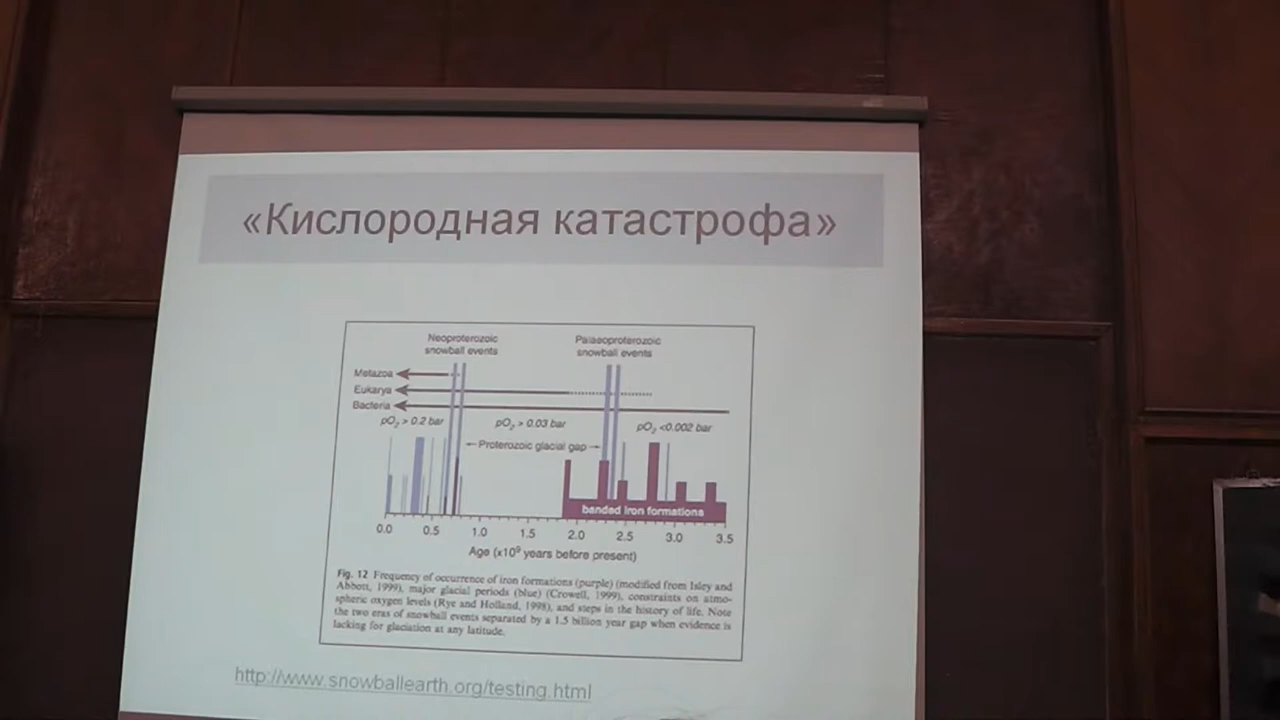 «Кислородная катастрофа»
Neoproterozoic
snowball events
Palaeoproterozoic
snowball events
Metazoa
Eukarya
Bacteria
pO₂ > 0.2 bar
pO₂ > 0.03 bar
pO₂ <0.002 bar
Proterozoic glacial gap
banded iron formations
0.0 0.5 1.0 1.5 2.0 2.5 3.0 3.5
Age (x10⁹ years before present)
Fig. 12 Frequency of occurrence of iron formations (purple) (modified from Isley and
Abbott, 1999), major glacial periods (blue) (Crowell, 1999), constraints on atmo-
spheric oxygen levels (Rye and Holland, 1998), and steps in the history of life. Note
the two eras of snowball events separated by a 1.5 billion year gap when evidence is
lacking for glaciation at any latitude.
http://www.snowballearth.org/testing.html